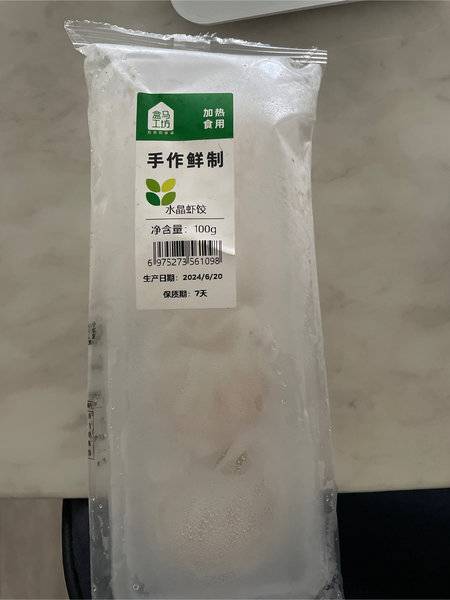 盒马
工坊
加热
食用
手作鲜制
水晶虾饺
净含量：100g
6 975273 561098
生产日期：2024/6/20
保质期：7天